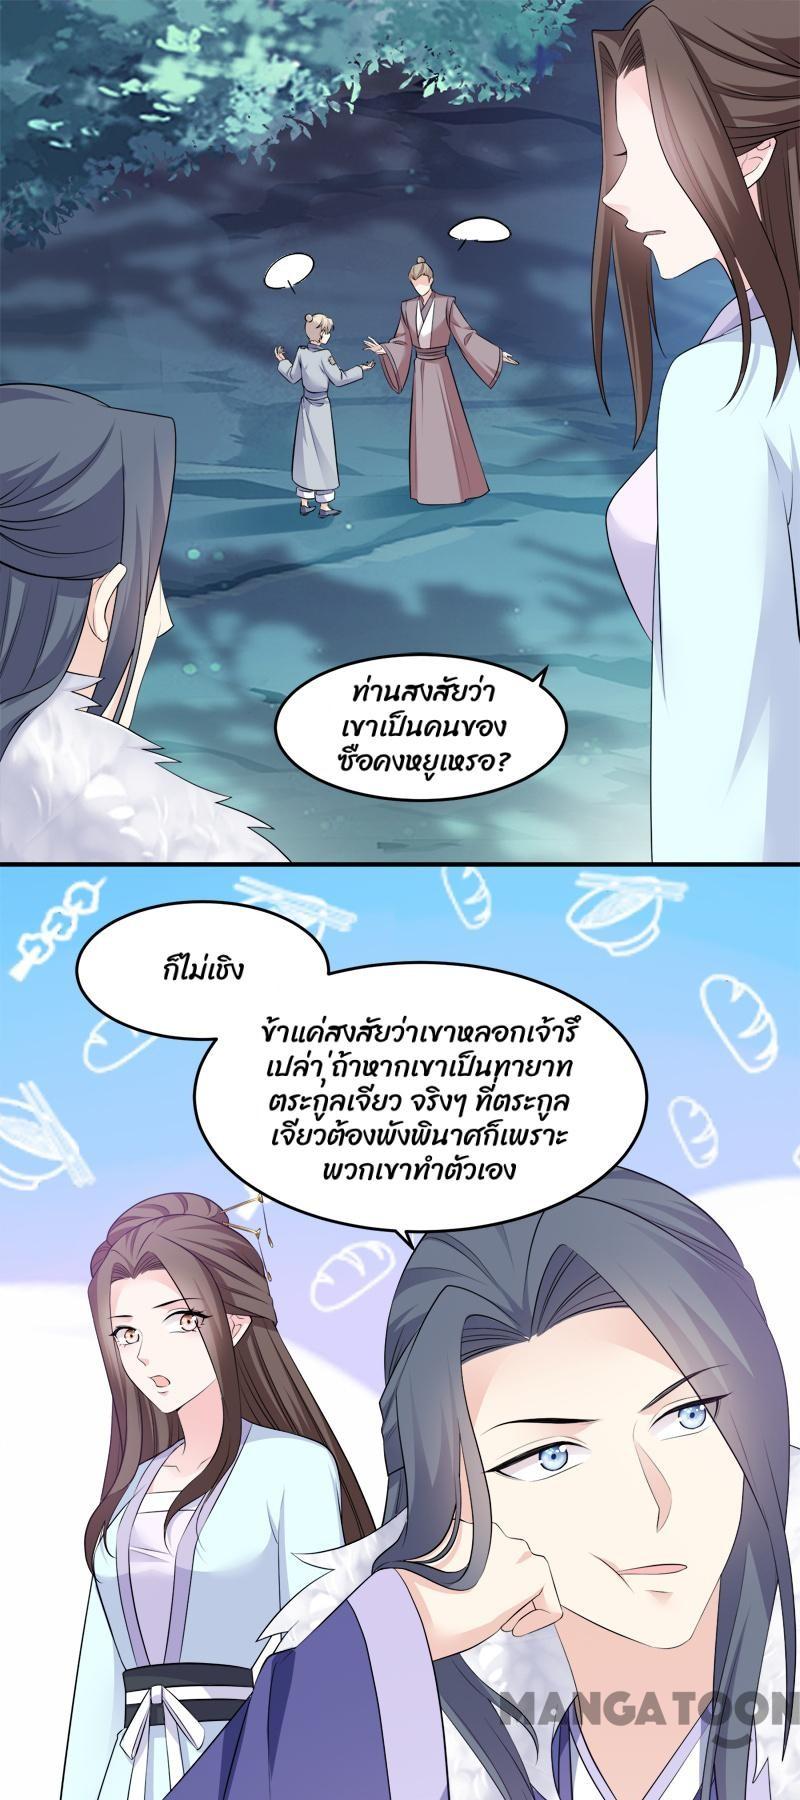 ท่านสงสัยว่า
เขาเป็นคนของ
ซือคงหยูเหรอ?
ก็ไม่เชิง
ข้าแค่สงสัยว่าเขาหลอกเจ้ารึ
เปล่า ุถ้าหากเขาเป็นทายาท
ตระกูลเจียว จริงๆ ที่ตระกูล
เจียวต้องพังพินาศก็เพราะ
พวกเขาทำตัวเอง
MANGATOON